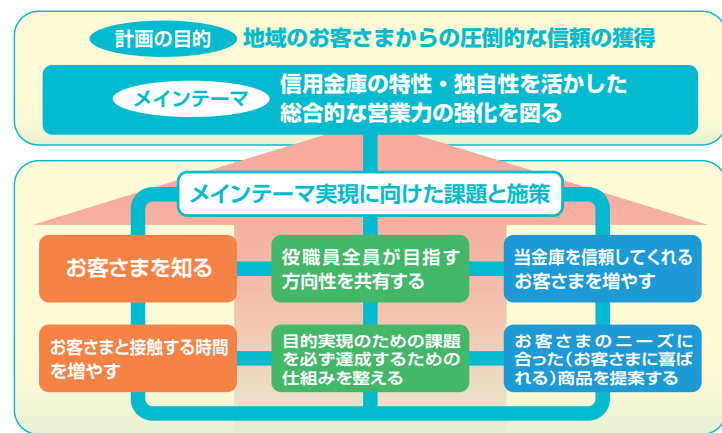 計画の目的 地域のお客さまからの圧倒的な信頼の獲得
メインテーマ
信用金庫の特性・独自性を活かした
総合的な営業力の強化を図る
メインテーマ実現に向けた課題と施策
お客さまを知る
役職員全員が目指す
方向性を共有する
当金庫を信頼してくれる
お客さまを増やす
お客さまと接触する時間
を増やす
目的実現のための課題
を必ず達成するための
仕組みを整える
お客さまのニーズに
合った(お客さまに喜ば
れる)商品を提案する